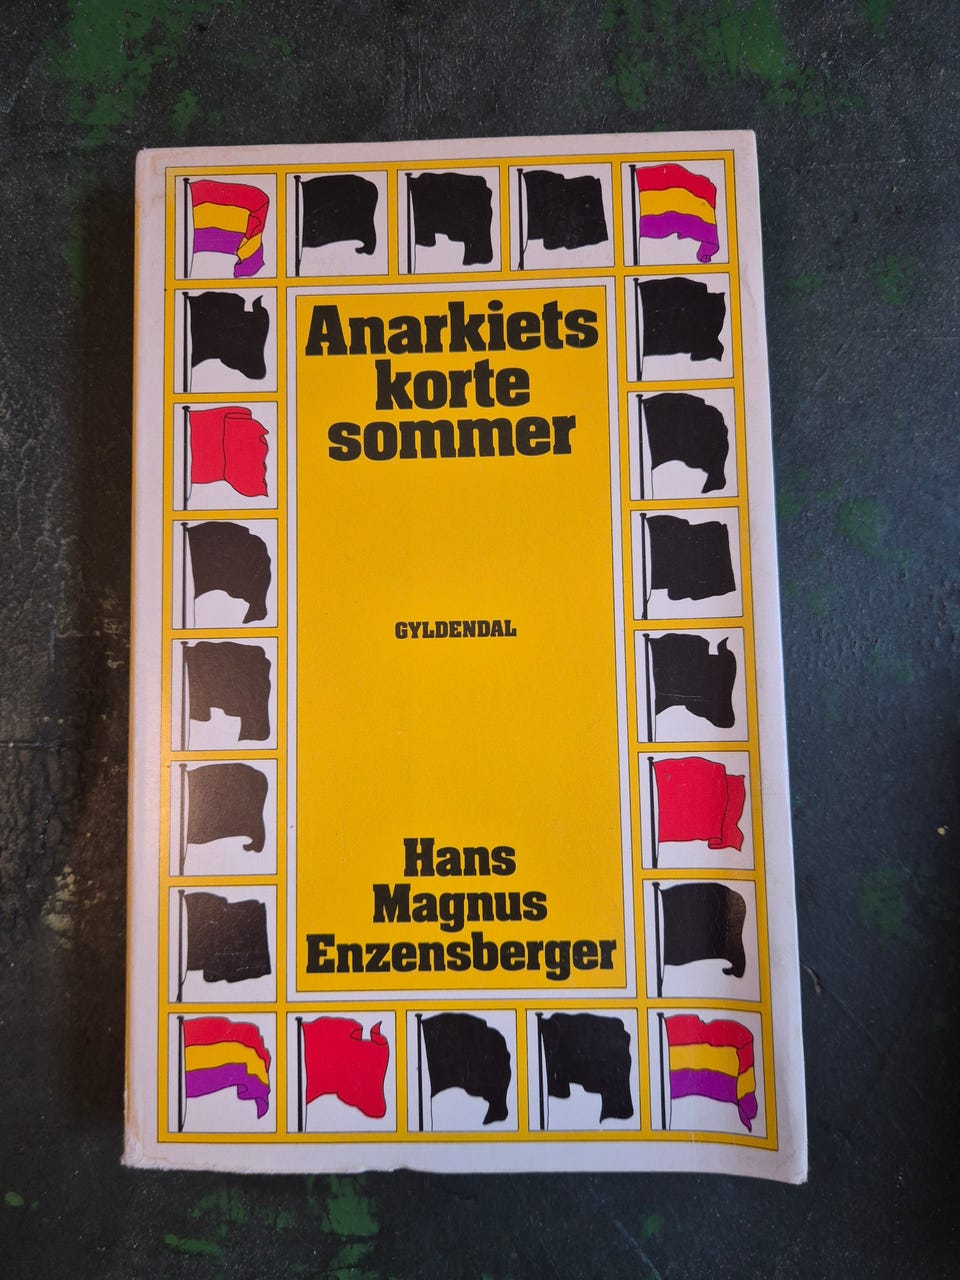 Anarkiets
korte
sommer
GYLDENDAL
Hans
Magnus
Enzensberger